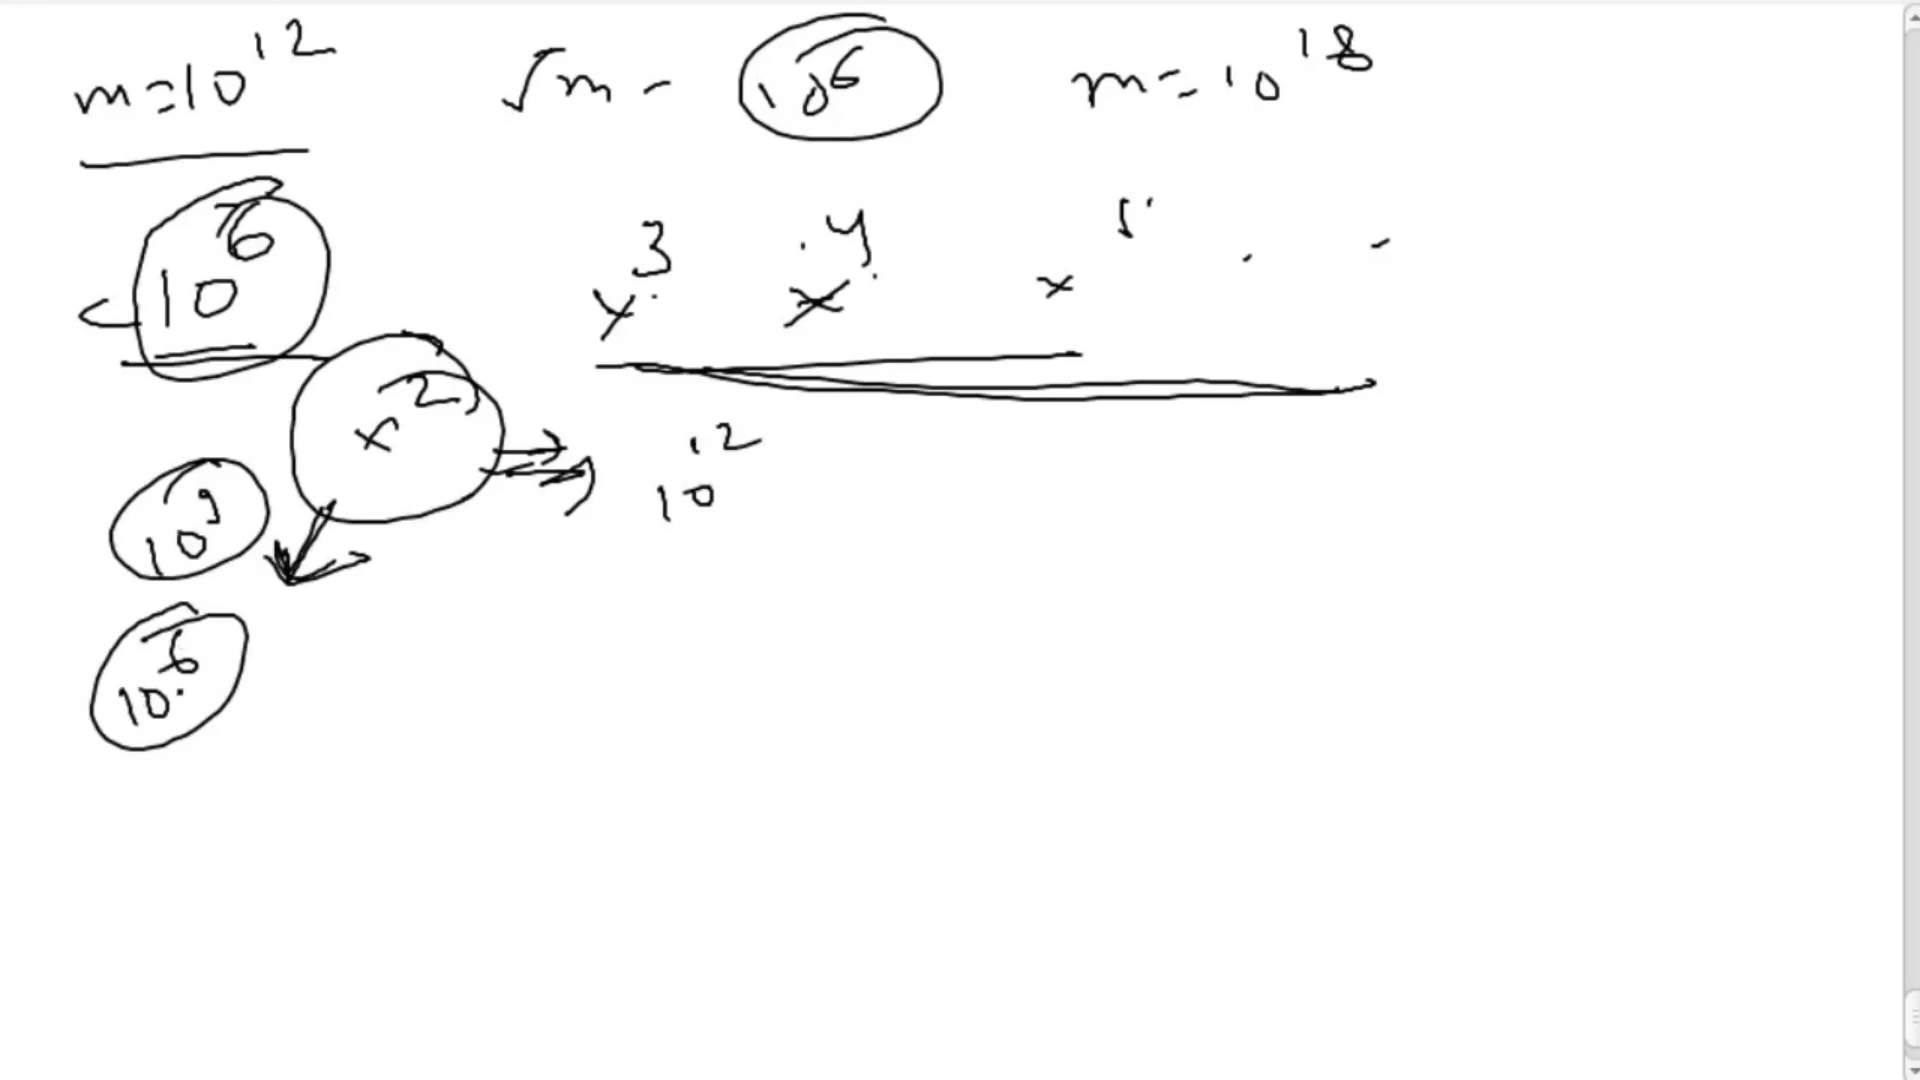 m=10^12 √m - 10^6 m=10^18
<10^6 x^3 x^4 x^5 . -
x^2 → 10^12
10^9
10^6